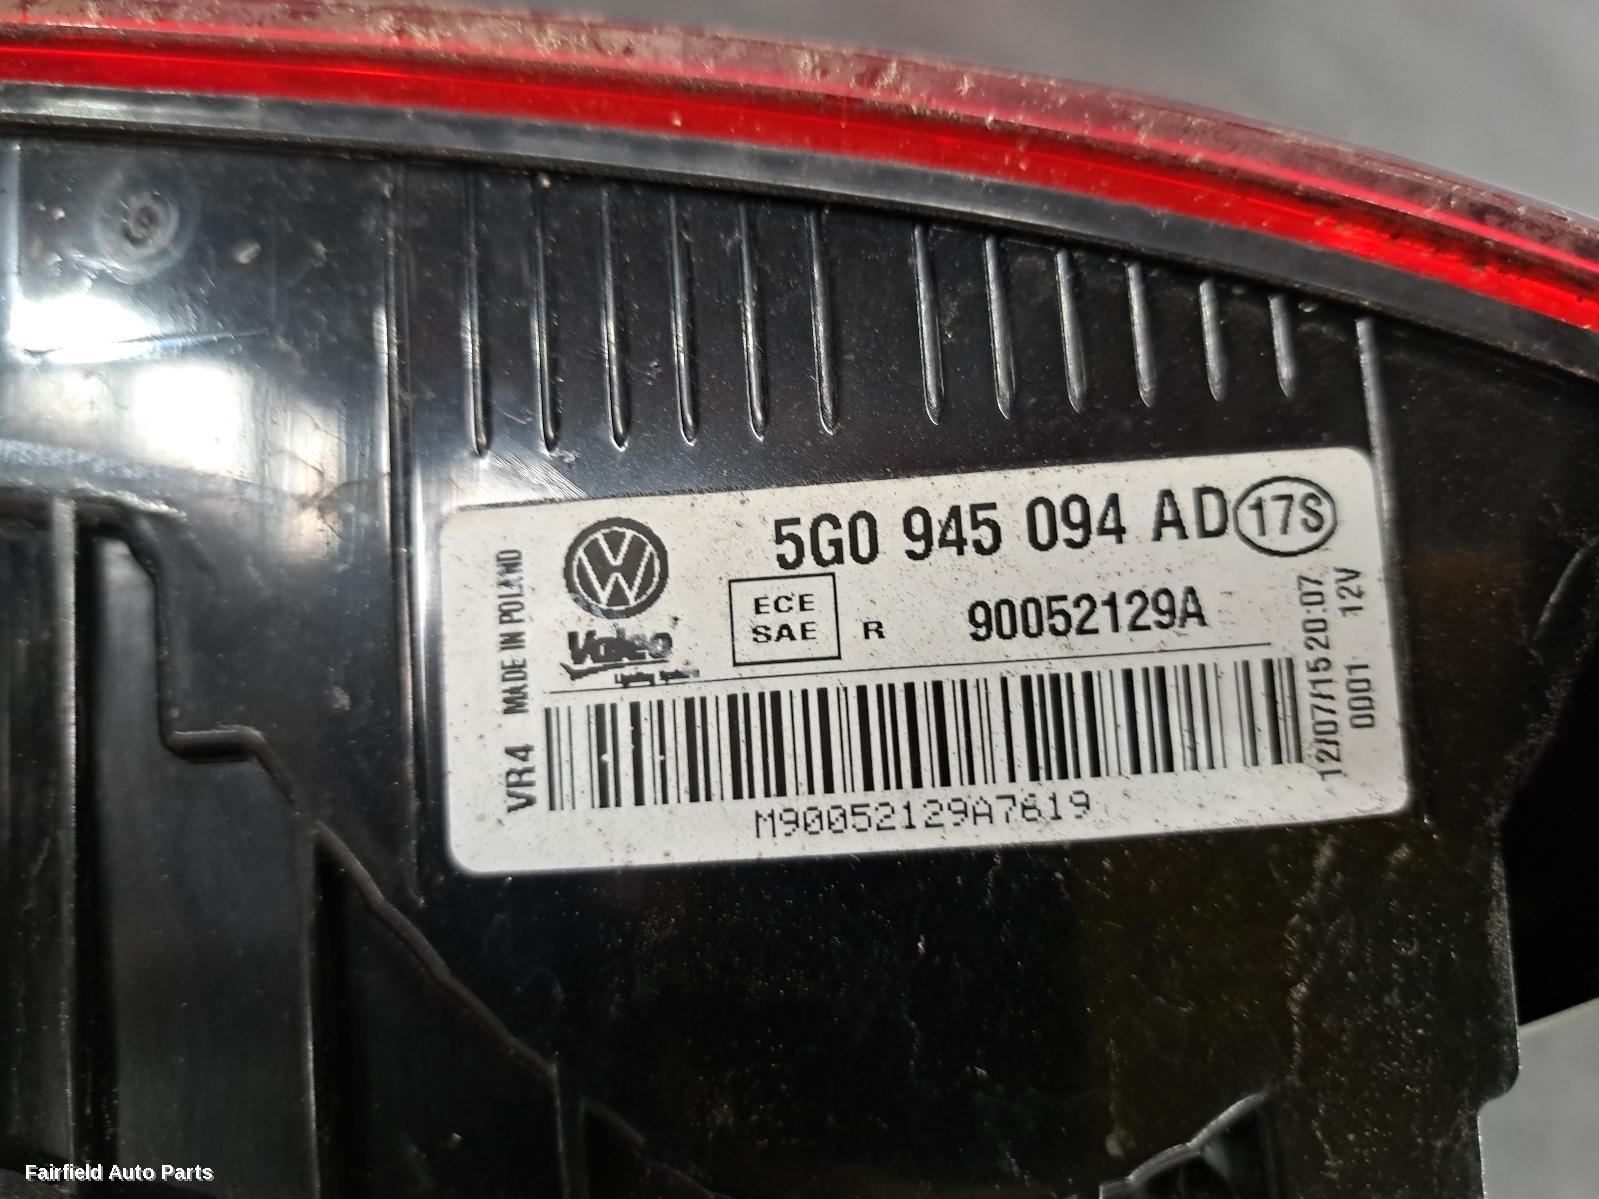 5G0 945 094 AD 17S
MADE IN POLAND
VR4
Valeo
ECE
SAE
R
90052129A
12/07/15 20:07
0D01 12V
M90052129A7619
Fairfield Auto Parts